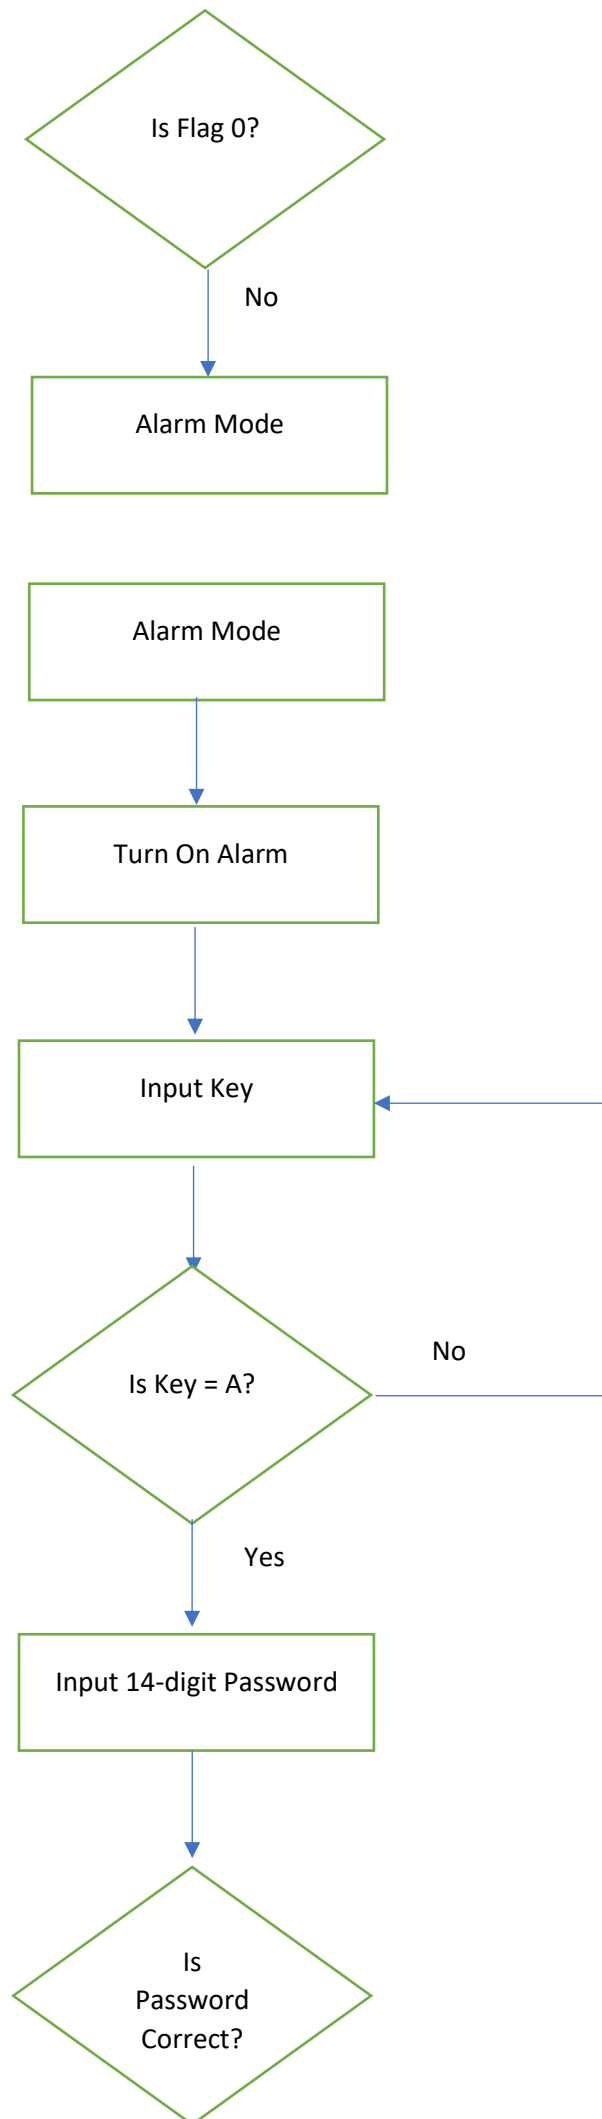 Is Flag 0?
No
Alarm Mode
Alarm Mode
Turn On Alarm
Input Key
No
Is Key = A?
Yes
Input 14-digit Password
Is
Password
Correct?